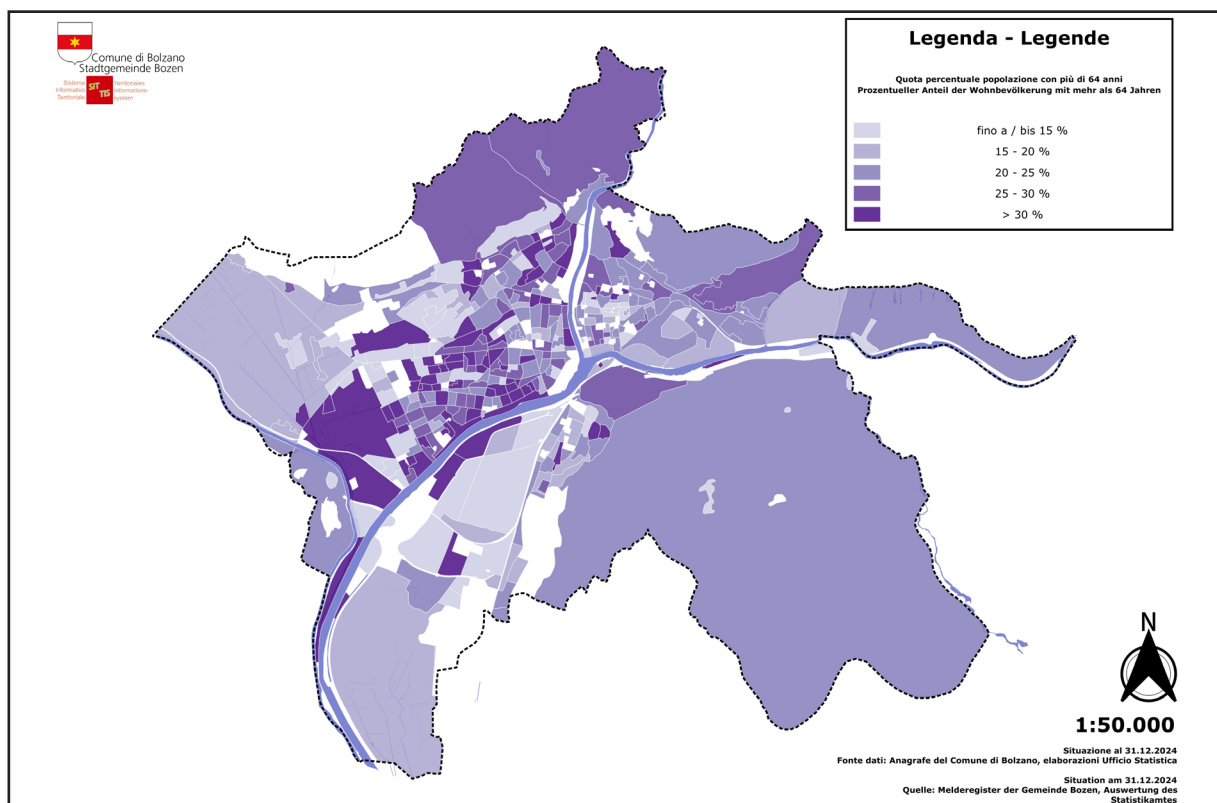 Comune di Bolzano
Stadtgemeinde Bozen
Sistema
Informativo
Territoriale
SIT
TIS
Territoriales
Informations-
system
Legenda - Legende
Quota percentuale popolazione con più di 64 anni
Prozentueller Anteil der Wohnbevölkerung mit mehr als 64 Jahren
fino a / bis 15 %
15 - 20 %
20 - 25 %
25 - 30 %
> 30 %
N
1:50.000
Situazione al 31.12.2024
Fonte dati: Anagrafe del Comune di Bolzano, elaborazioni Ufficio Statistica
Situation am 31.12.2024
Quelle: Melderegister der Gemeinde Bozen, Auswertung des
Statistikamtes